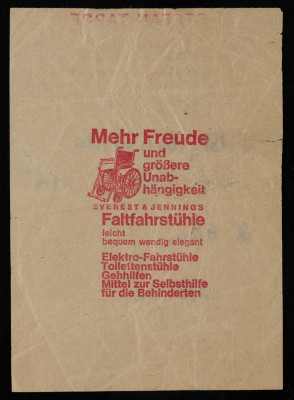 Mehr Freude
und
größere
Unab-
hängigkeit
EVEREST & JENNINGS
Faltfahrstühle
leicht
bequem wendig elegant
Elektro-Fahrstühle
Toilettenstühle
Gehhilfen
Mittel zur Selbsthilfe
für die Behinderten